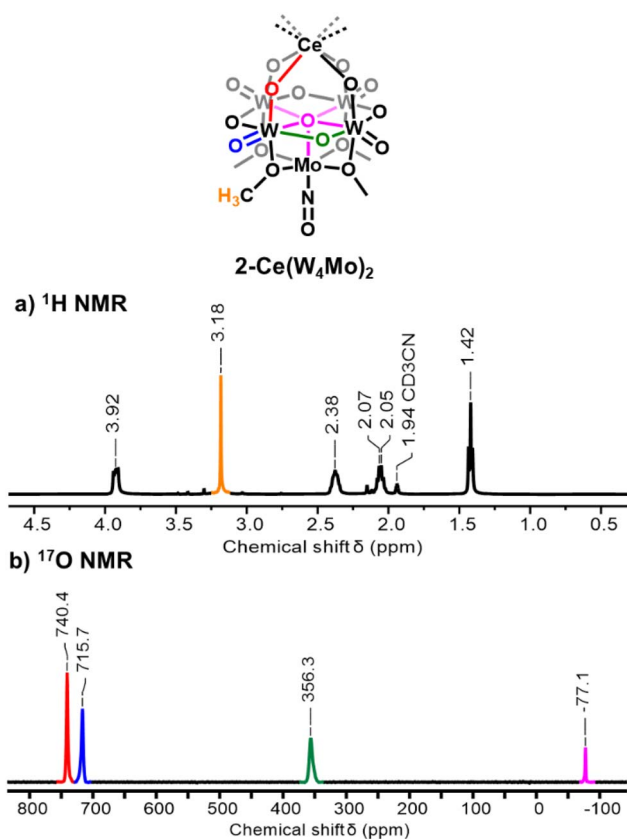 Ce
O O O O
O O O
W W
O O O
W W
O O O O
O Mo O
H3C
N
O
2-Ce(W4Mo)2
a) 1H NMR
3.92
3.18
2.38
2.07
2.05
1.94 CD3CN
1.42
4.5 4.0 3.5 3.0 2.5 2.0 1.5 1.0 0.5
Chemical shift δ (ppm)
b) 17O NMR
740.4
715.7
356.3
-77.1
800 700 600 500 400 300 200 100 0 -100
Chemical shift δ (ppm)